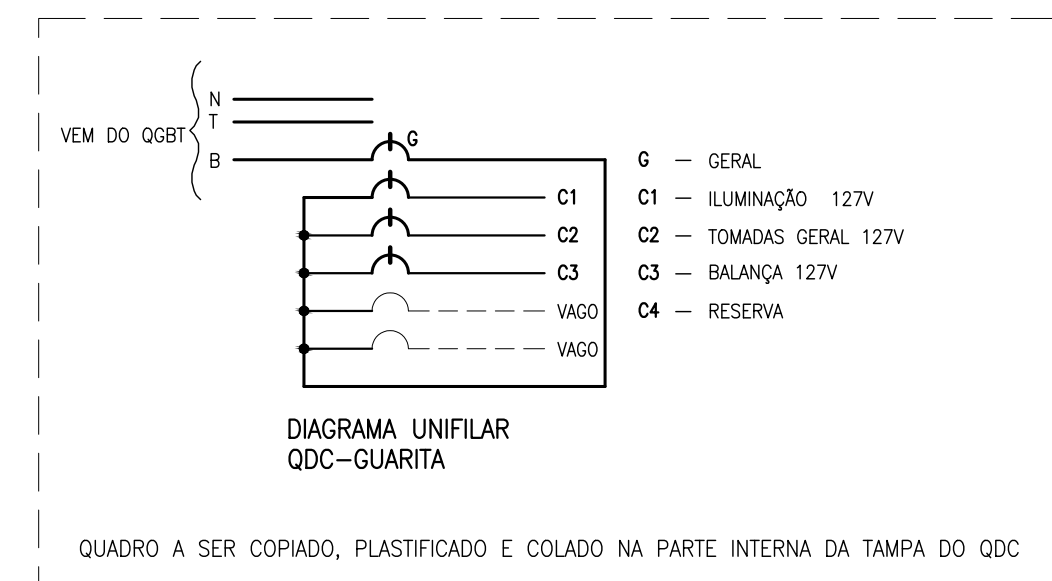 VEM DO QGBT
N
T
B
G
C1
C2
C3
VAGO
VAGO
G — GERAL
C1 — ILUMINAÇÃO 127V
C2 — TOMADAS GERAL 127V
C3 — BALANÇA 127V
C4 — RESERVA
DIAGRAMA UNIFILAR
QDC-GUARITA
QUADRO A SER COPIADO, PLASTIFICADO E COLADO NA PARTE INTERNA DA TAMPA DO QDC